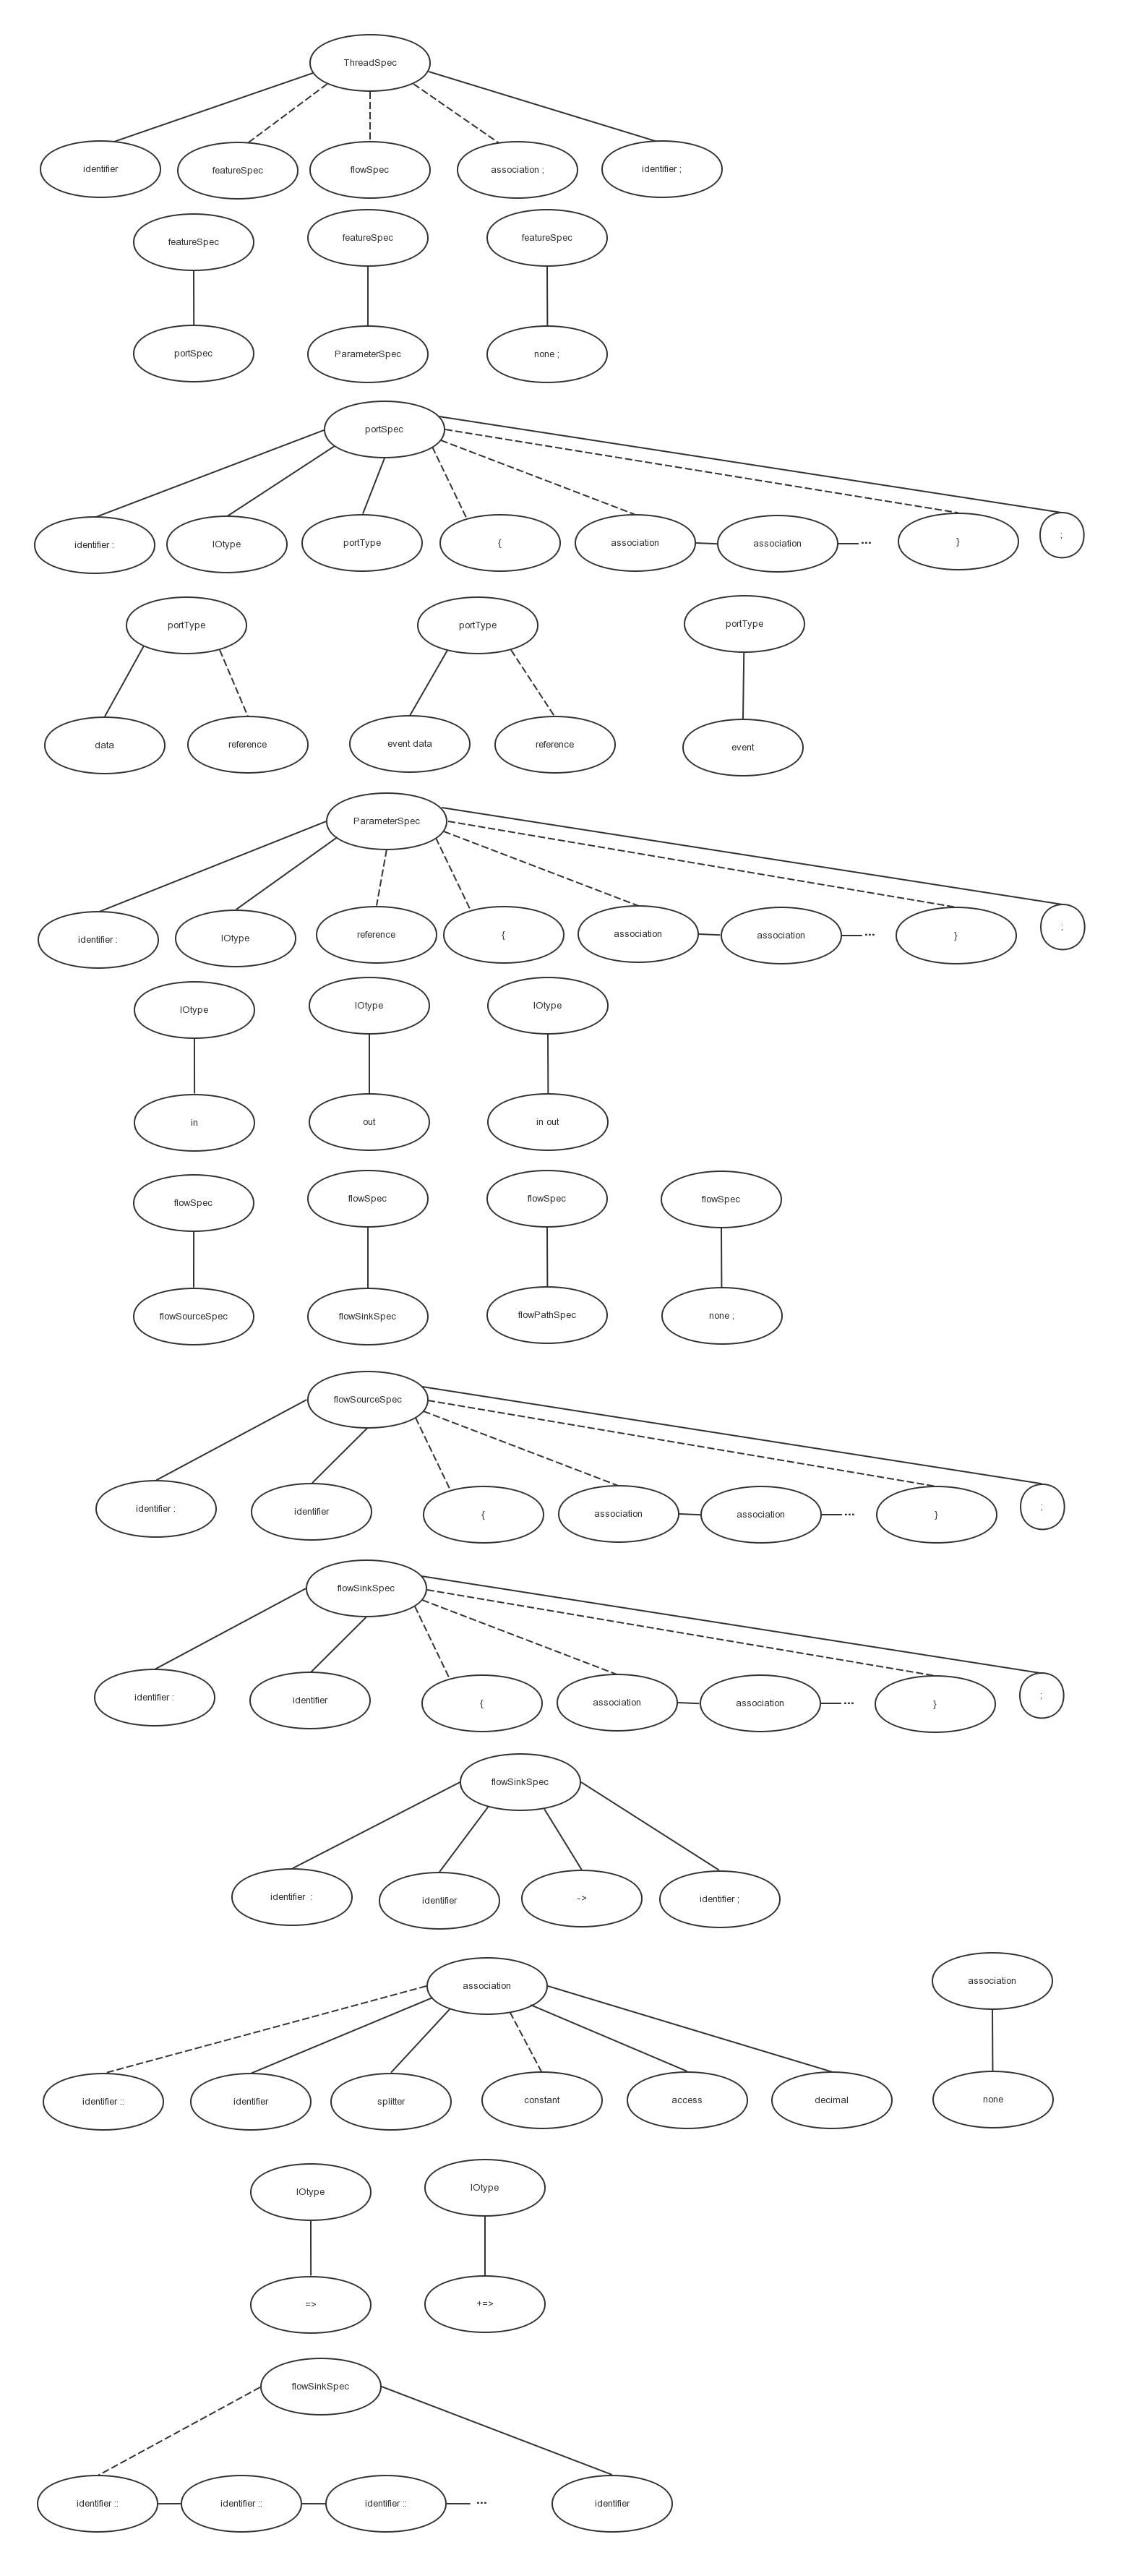 ThreadSpec
identifier
featureSpec
flowSpec
association ;
identifier ;
featureSpec
featureSpec
featureSpec
portSpec
ParameterSpec
none ;
portSpec
identifier :
IOtype
portType
{
association
association
...
}
;
portType
portType
portType
data
reference
event data
reference
event
ParameterSpec
identifier :
IOtype
reference
{
association
association
...
}
;
IOtype
IOtype
IOtype
in
out
in out
flowSpec
flowSpec
flowSpec
flowSpec
flowSourceSpec
flowSinkSpec
flowPathSpec
none ;
flowSourceSpec
identifier :
identifier
{
association
association
...
}
;
flowSinkSpec
identifier :
identifier
{
association
association
...
}
;
flowSinkSpec
identifier  :
identifier
->
identifier ;
association
association
identifier ::
identifier
splitter
constant
access
decimal
none
IOtype
IOtype
=>
+=>
flowSinkSpec
identifier ::
identifier ::
identifier ::
...
identifier